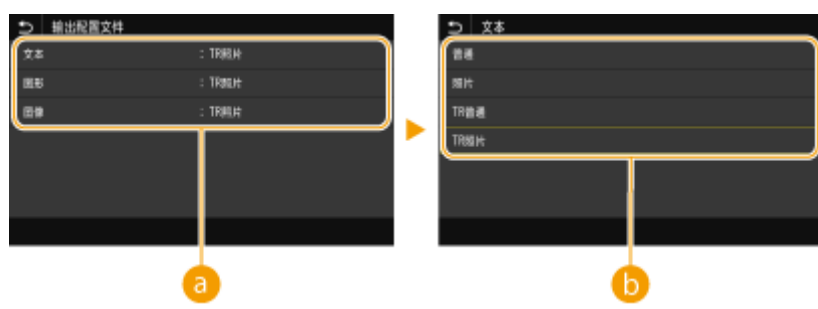 输出配置文件
文本 : TR照片
图形 : TR照片
图像 : TR照片
a
文本
普通
照片
TR普通
TR照片
b